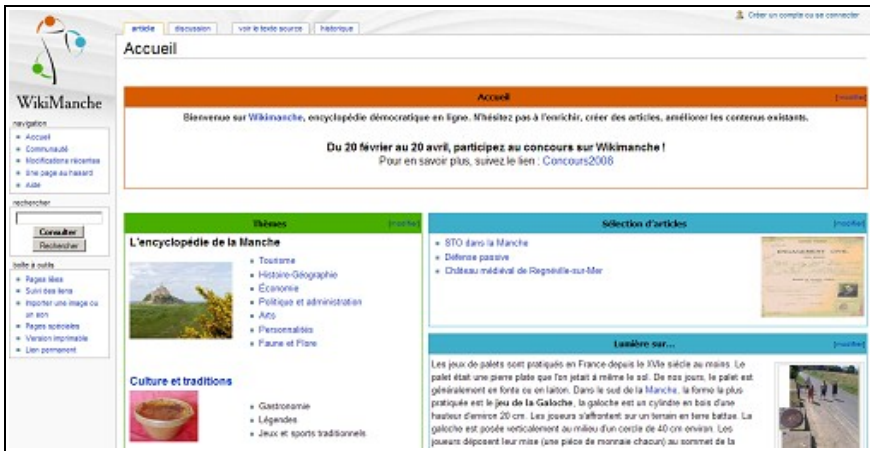 Créer un compte ou se connecter
article discussion voir le texte source historique
Accueil
WikiManche
navigation
Accueil
Communauté
Modifications récentes
Une page au hasard
Aide
rechercher
Consulter
Rechercher
boîte à outils
Pages liées
Suivi des liens
Importer une image ou
un son
Pages spéciales
Version imprimable
Lien permanent
Accueil
[modifier]
Bienvenue sur Wikimanche, encyclopédie démocratique en ligne. N'hésitez pas à l'enrichir, créer des articles, améliorer les contenus existants.
Du 20 février au 20 avril, participez au concours sur Wikimanche !
Pour en savoir plus, suivez le lien : Concours2008
Thèmes
[modifier]
L'encyclopédie de la Manche
Tourisme
Histoire-Géographie
Économie
Politique et administration
Arts
Personnalités
Faune et Flore
Culture et traditions
Gastronomie
Légendes
Jeux et sports traditionnels
Sélection d'articles
[modifier]
STO dans la Manche
Défense passive
Château médiéval de Regnéville-sur-Mer
ENGAGEMENT CIVIL
Lumière sur...
[modifier]
Les jeux de palets sont pratiqués en France depuis le XVIe siècle au moins. Le
palet était une pierre plate que l'on jetait à même le sol. De nos jours, le palet est
généralement en fonte ou en laiton. Dans le sud de la Manche, la forme la plus
pratiquée est le jeu de la Galoche, la galoche est un cylindre en bois d'une
hauteur d'environ 20 cm. Les joueurs s'affrontent sur un terrain en terre battue. La
galoche est posée verticalement au milieu d'un cercle de 40 cm environ. Les
joueurs déposent leur mise (une pièce de monnaie chacun) au sommet de la